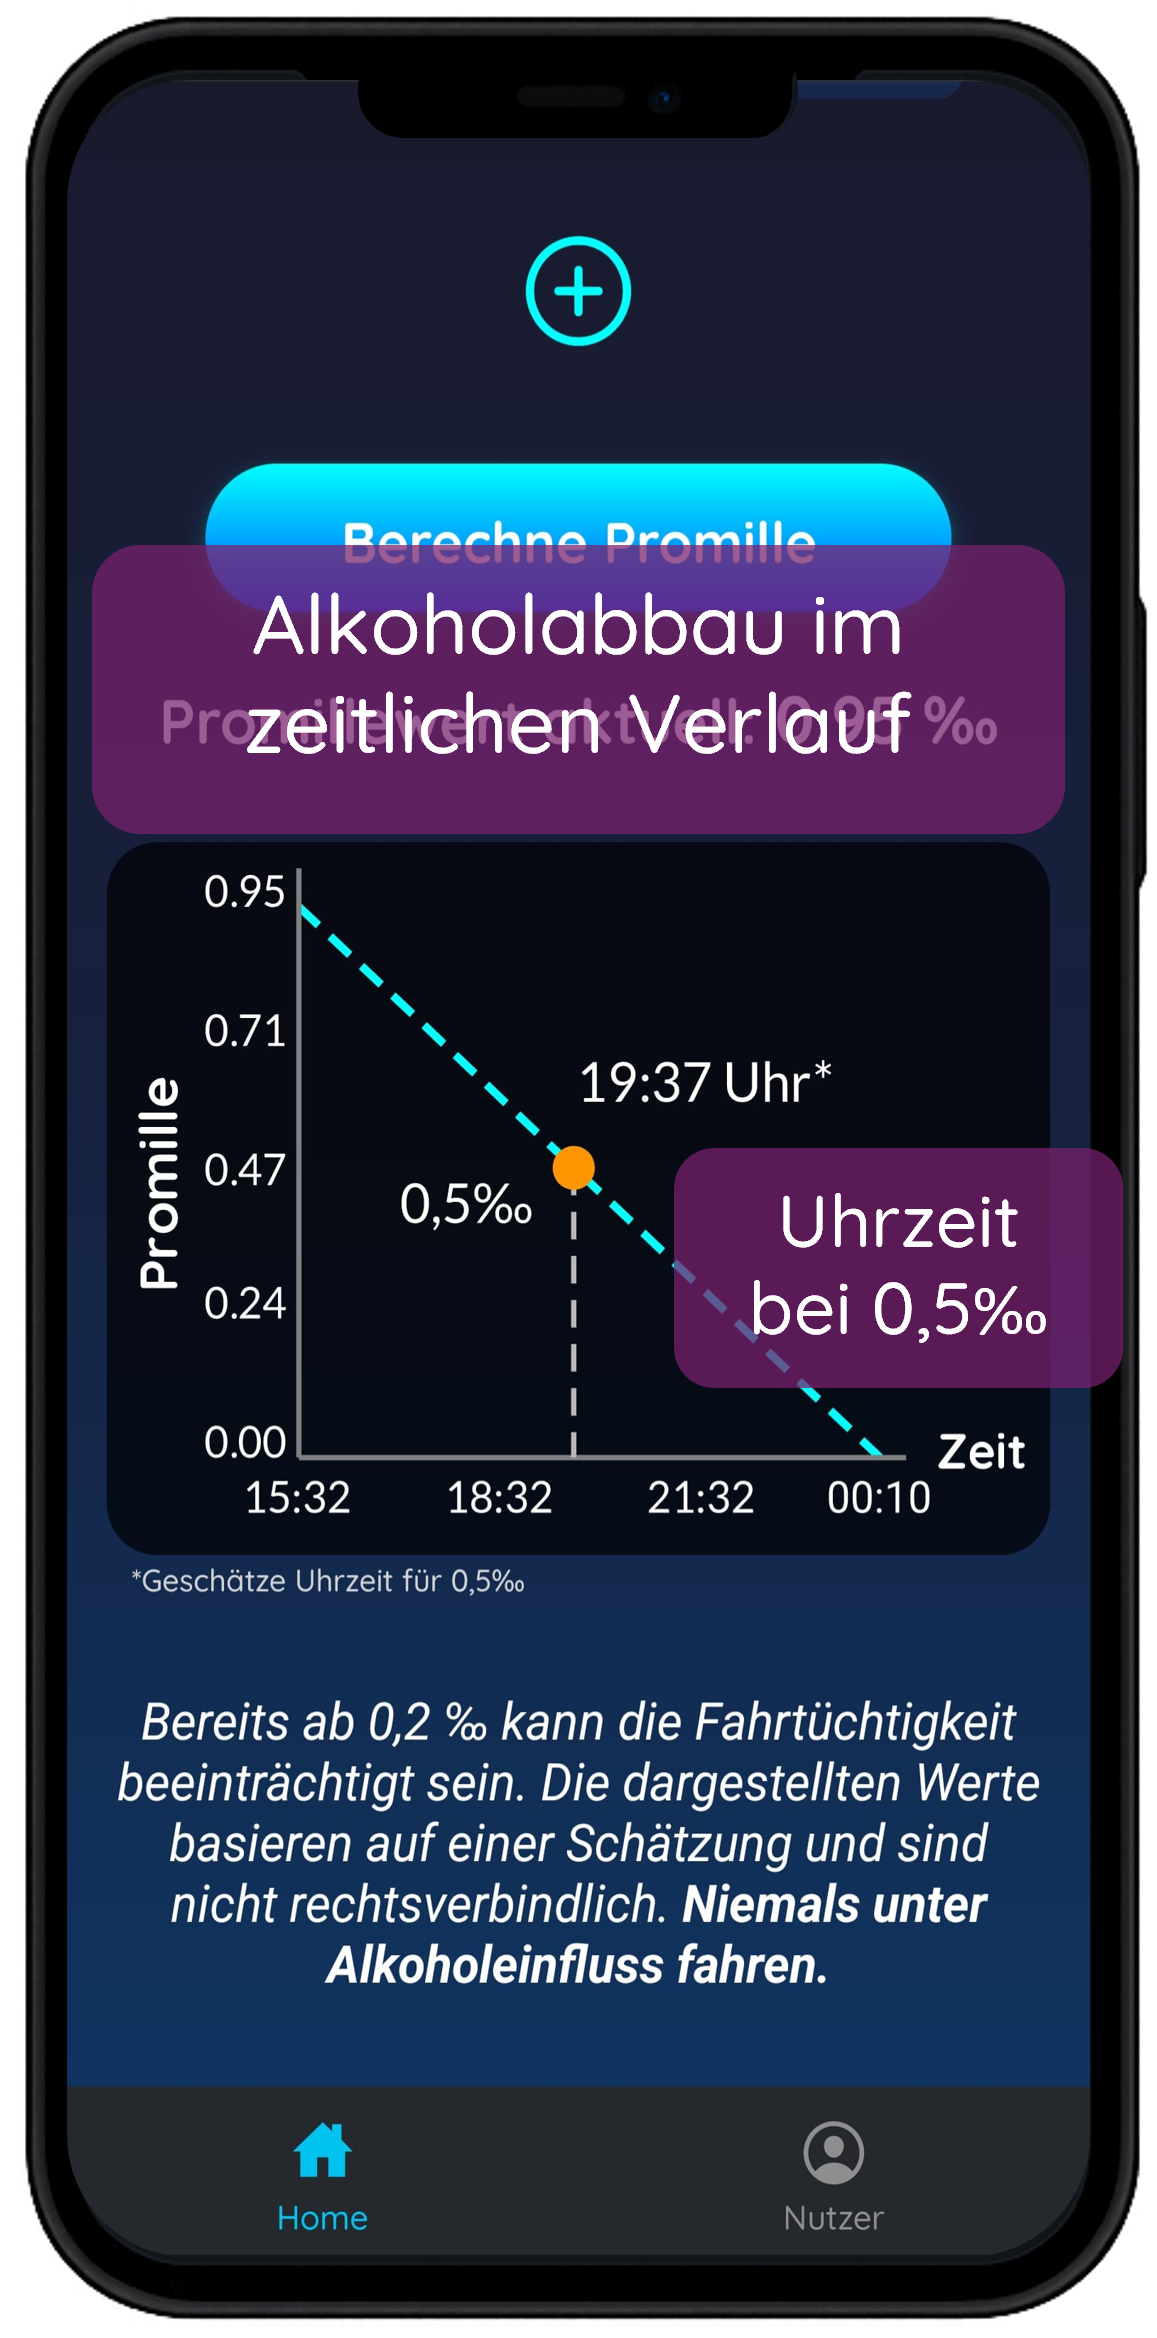 Berechne Promille
Alkoholabbau im
zeitlichen Verlauf
Promillewert aktuell: 0.95 ‰
0.95
0.71
0.47
0.24
0.00
Promille
19:37 Uhr*
0,5‰
Uhrzeit
bei 0,5‰
Zeit
15:32 18:32 21:32 00:10
*Geschätze Uhrzeit für 0,5‰
Bereits ab 0,2 ‰ kann die Fahrtüchtigkeit
beeinträchtigt sein. Die dargestellten Werte
basieren auf einer Schätzung und sind
nicht rechtsverbindlich. Niemals unter
Alkoholeinfluss fahren.
Home Nutzer